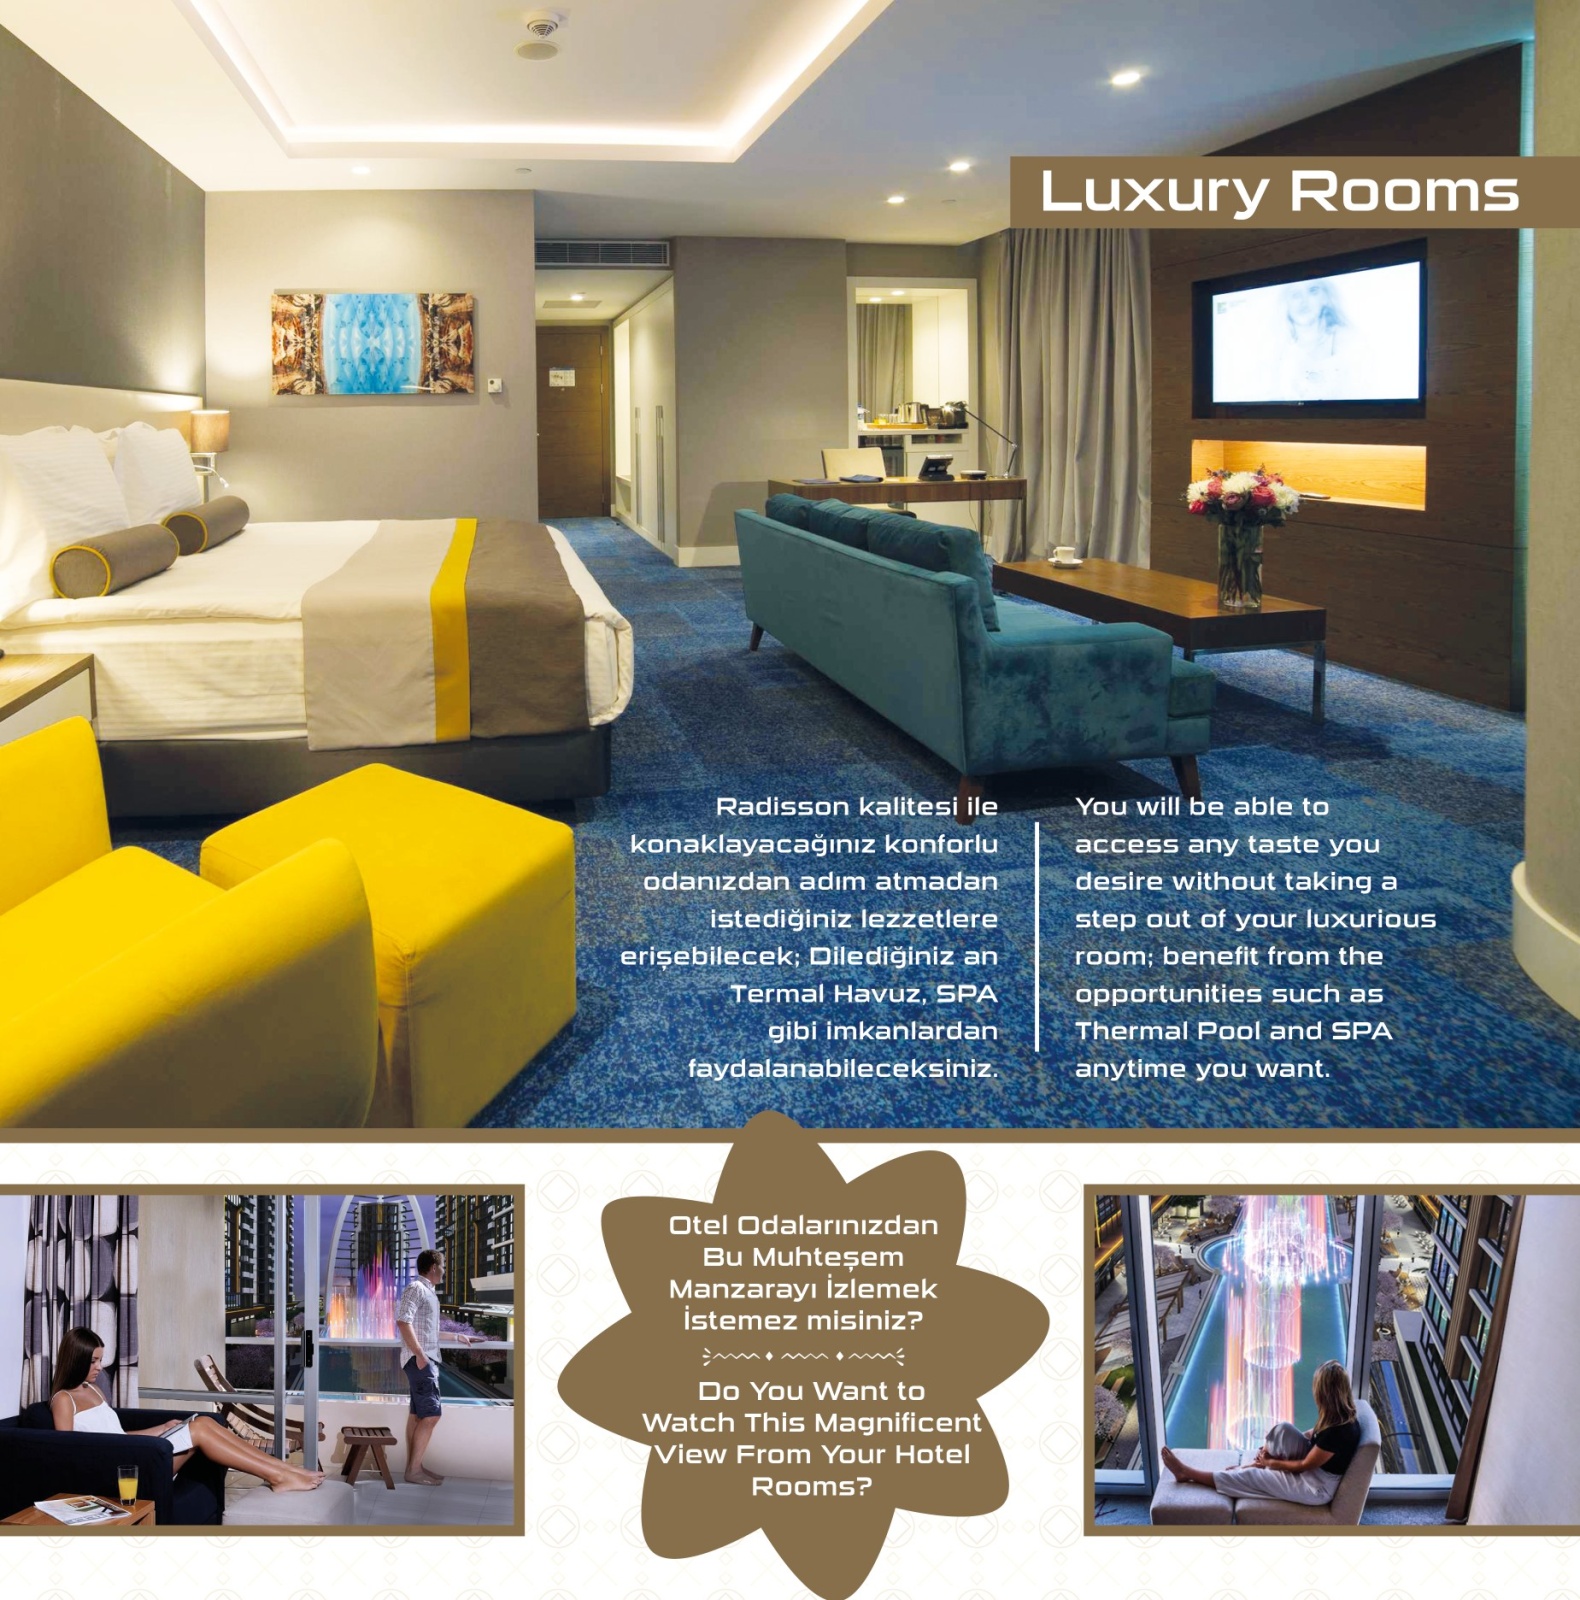 Luxury Rooms
Radisson kalitesi ile
konaklayacağınız konforlu
odanızdan adım atmadan
istediğiniz lezzetlere
erişebilecek; Dilediğiniz an
Termal Havuz, SPA
gibi imkanlardan
faydalanabileceksiniz.
You will be able to
access any taste you
desire without taking a
step out of your luxurious
room; benefit from the
opportunities such as
Thermal Pool and SPA
anytime you want.
Otel Odalarınızdan
Bu Muhteşem
Manzarayı İzlemek
İstemez misiniz?
Do You Want to
Watch This Magnificent
View From Your Hotel
Rooms?